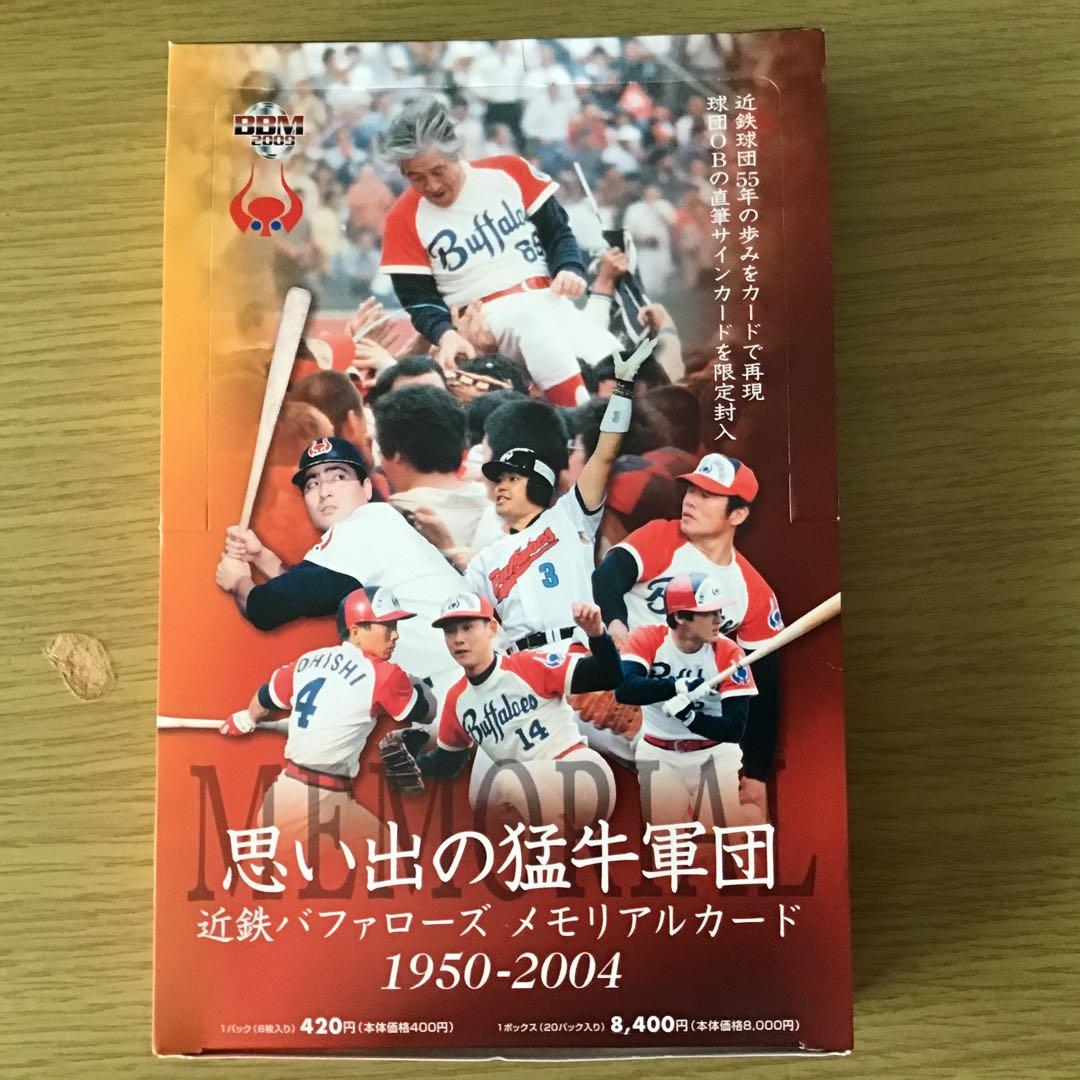 BBM
2009
近鉄球団55年の歩みをカードで再現
球団OBの直筆サインカードを限定封入
Buffaloes
Buffaloes
3
3
OHISHI
4
Buffaloes
14
MEMORIAL
思い出の猛牛軍団
近鉄バファローズ メモリアルカード
1950-2004
1パック(6枚入り) 420円(本体価格400円)
1ボックス(20パック入り) 8,400円(本体価格8,000円)